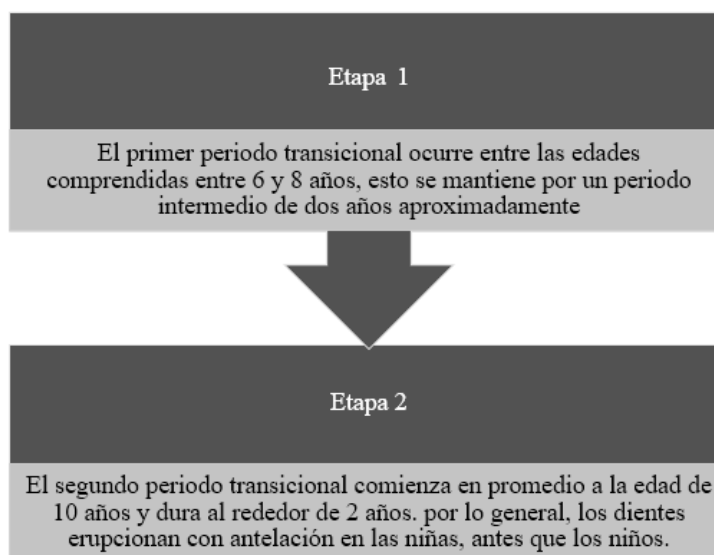 Etapa 1
El primer periodo transicional ocurre entre las edades
comprendidas entre 6 y 8 años, esto se mantiene por un periodo
intermedio de dos años aproximadamente
Etapa 2
El segundo periodo transicional comienza en promedio a la edad de
10 años y dura al rededor de 2 años. por lo general, los dientes
erupcionan con antelación en las niñas, antes que los niños.